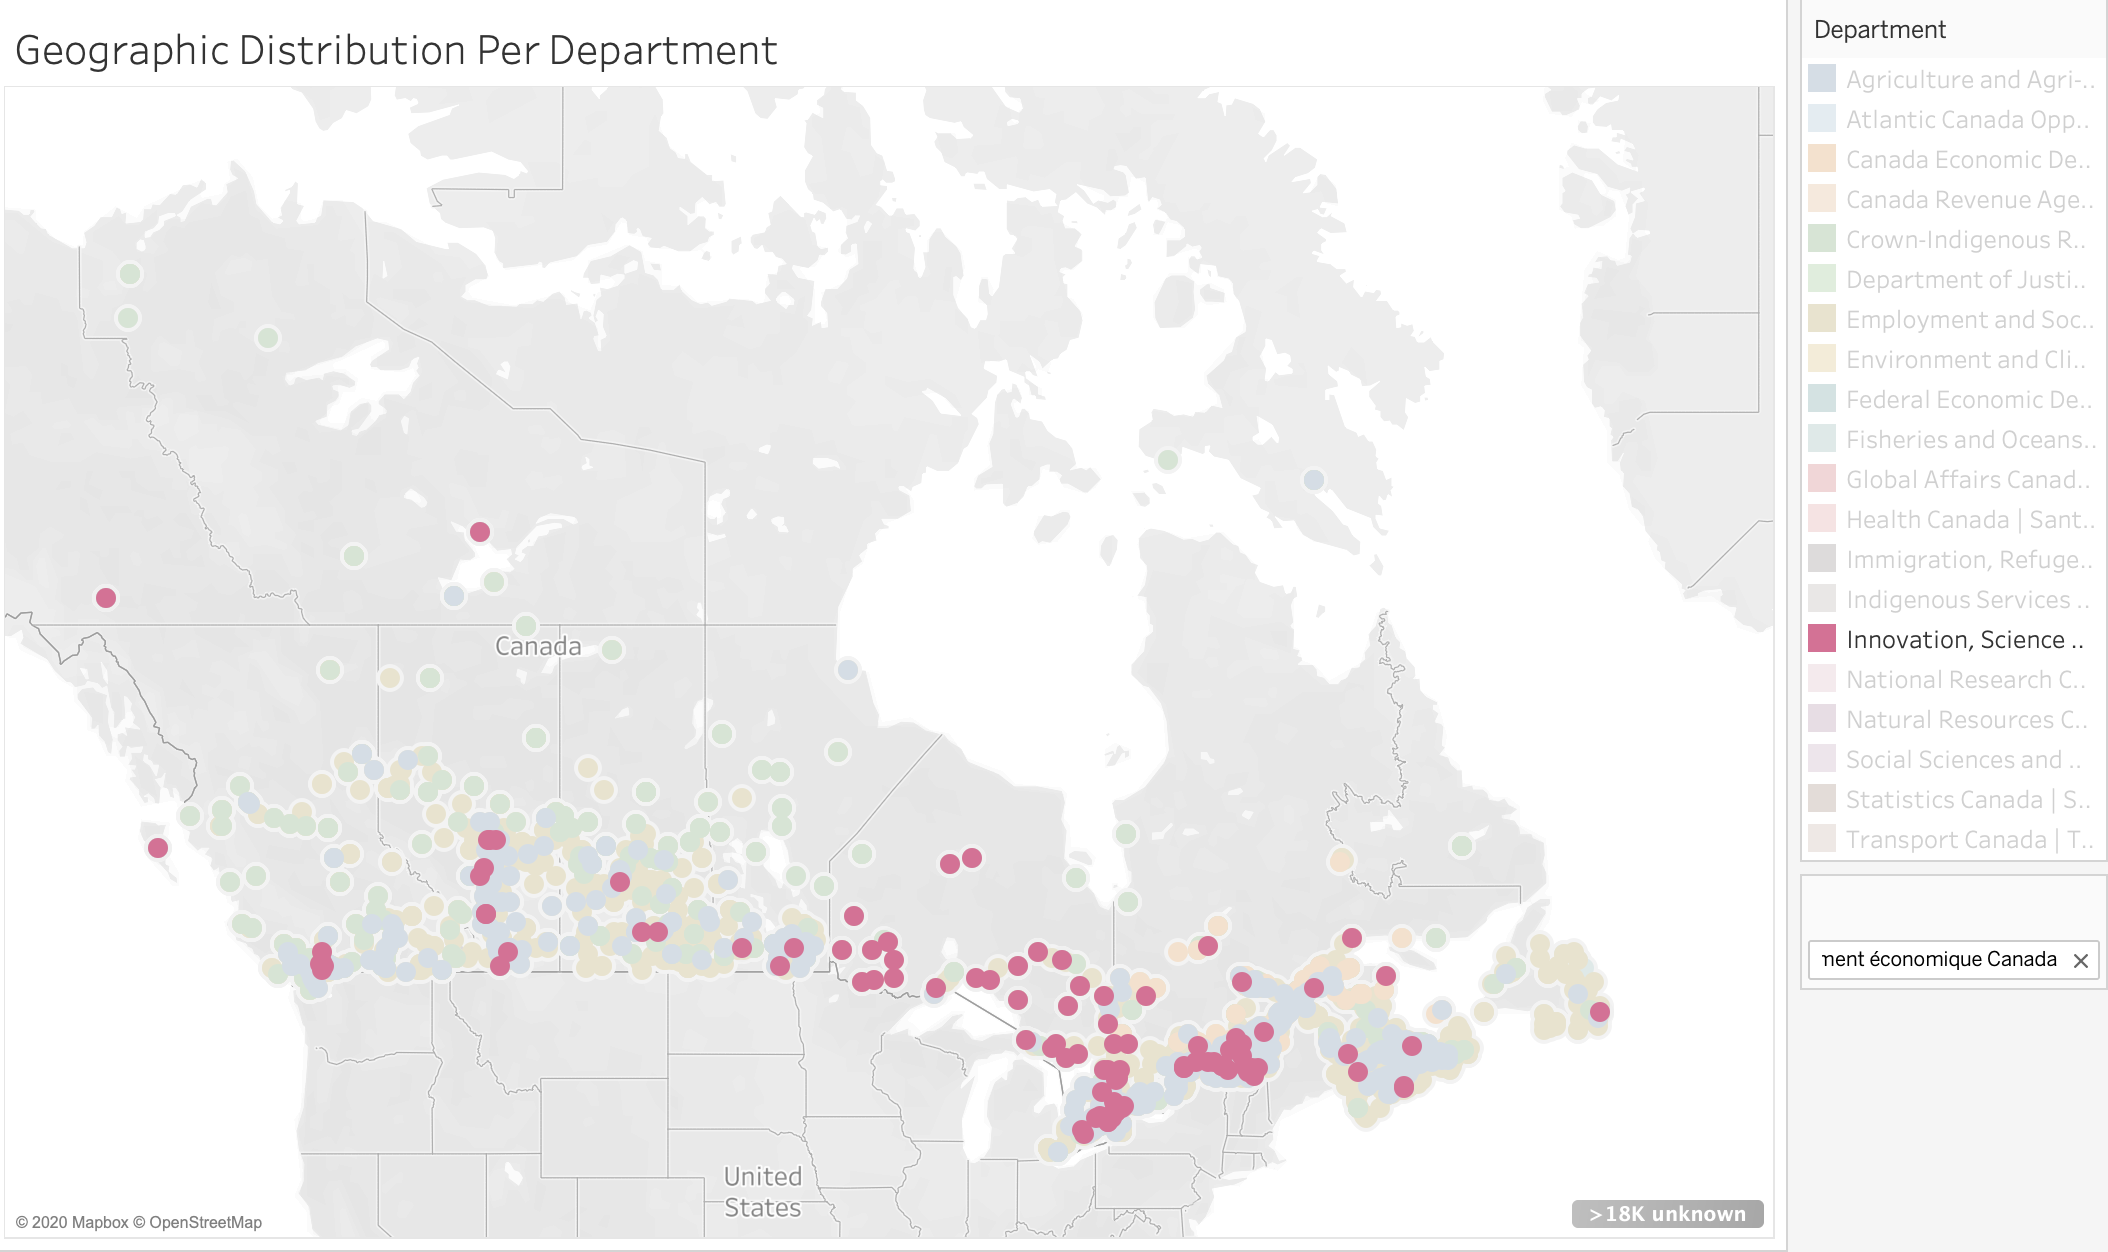 Geographic Distribution Per Department
Canada
United
States
© 2020 Mapbox © OpenStreetMap
>18K unknown
Department
Agriculture and Agri-..
Atlantic Canada Opp..
Canada Economic De..
Canada Revenue Age..
Crown-Indigenous R..
Department of Justi..
Employment and Soc..
Environment and Cli..
Federal Economic De..
Fisheries and Oceans..
Global Affairs Canad..
Health Canada | Sant..
Immigration, Refuge..
Indigenous Services ..
Innovation, Science ..
National Research C..
Natural Resources C..
Social Sciences and ..
Statistics Canada | S..
Transport Canada | T..
ment économique Canada